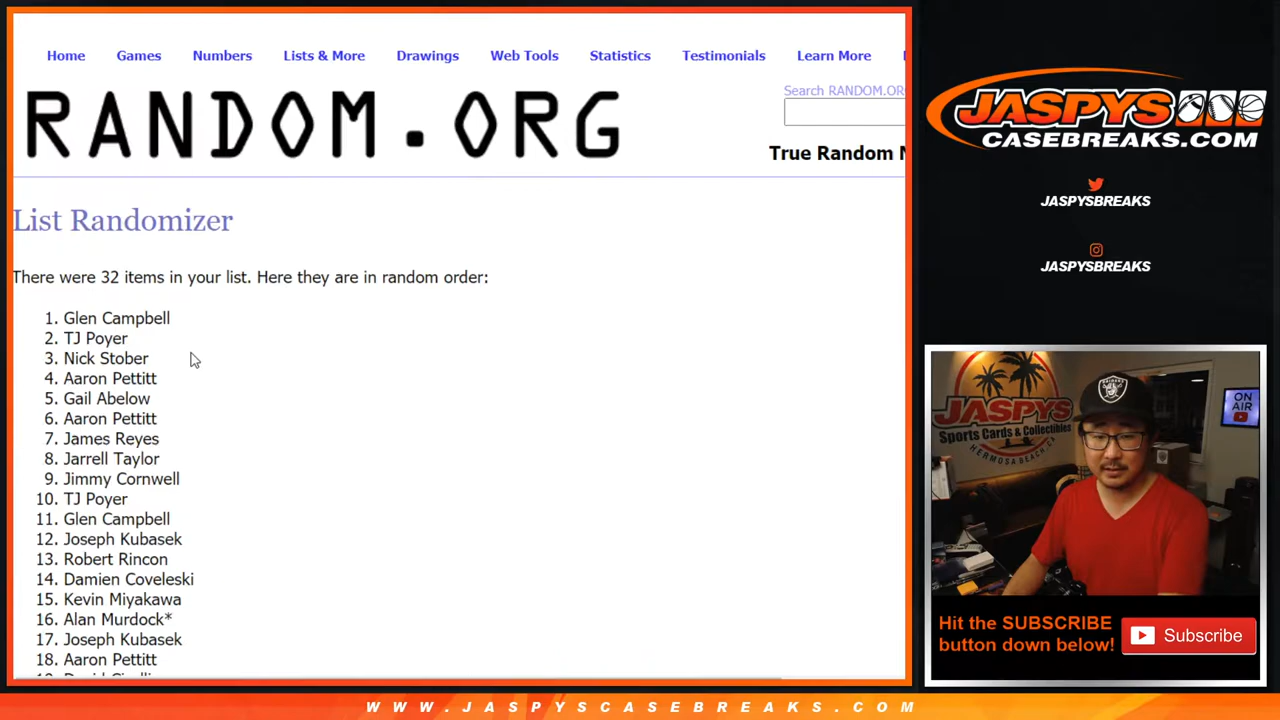 Home Games Numbers Lists & More Drawings Web Tools Statistics Testimonials Learn More
Search RANDOM.OR
RANDOM.ORG
True Random
List Randomizer
There were 32 items in your list. Here they are in random order:
1. Glen Campbell
2. TJ Poyer
3. Nick Stober
4. Aaron Pettitt
5. Gail Abelow
6. Aaron Pettitt
7. James Reyes
8. Jarrell Taylor
9. Jimmy Cornwell
10. TJ Poyer
11. Glen Campbell
12. Joseph Kubasek
13. Robert Rincon
14. Damien Coveleski
15. Kevin Miyakawa
16. Alan Murdock*
17. Joseph Kubasek
18. Aaron Pettitt
JASPYS
CASEBREAKS.COM
JASPYSBREAKS
JASPYSBREAKS
JASPYS
Sports Cards & Collectibles
HERMOSA BEACH, CA
RAIDERS
ON
AIR
Hit the SUBSCRIBE
button down below!
Subscribe
WWW.JASPYSCASEBREAKS.COM